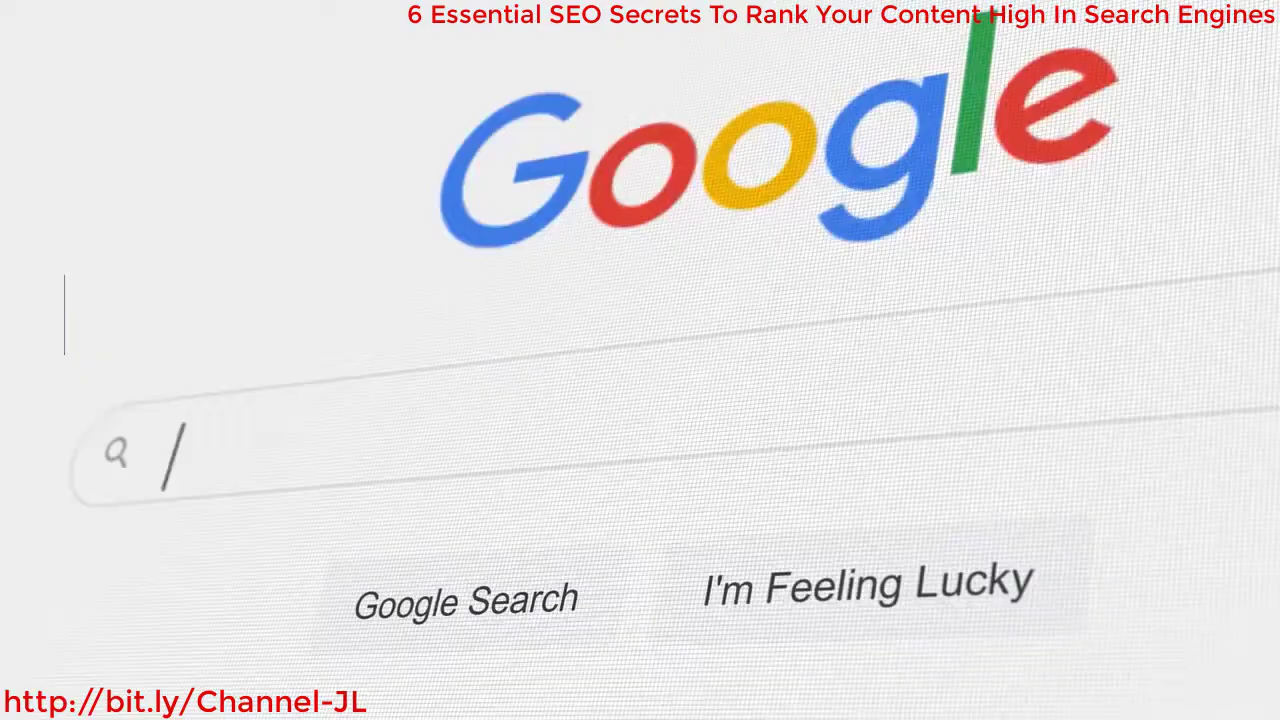 6 Essential SEO Secrets To Rank Your Content High In Search Engines
Google
Google Search
I'm Feeling Lucky
http://bit.ly/Channel-JL